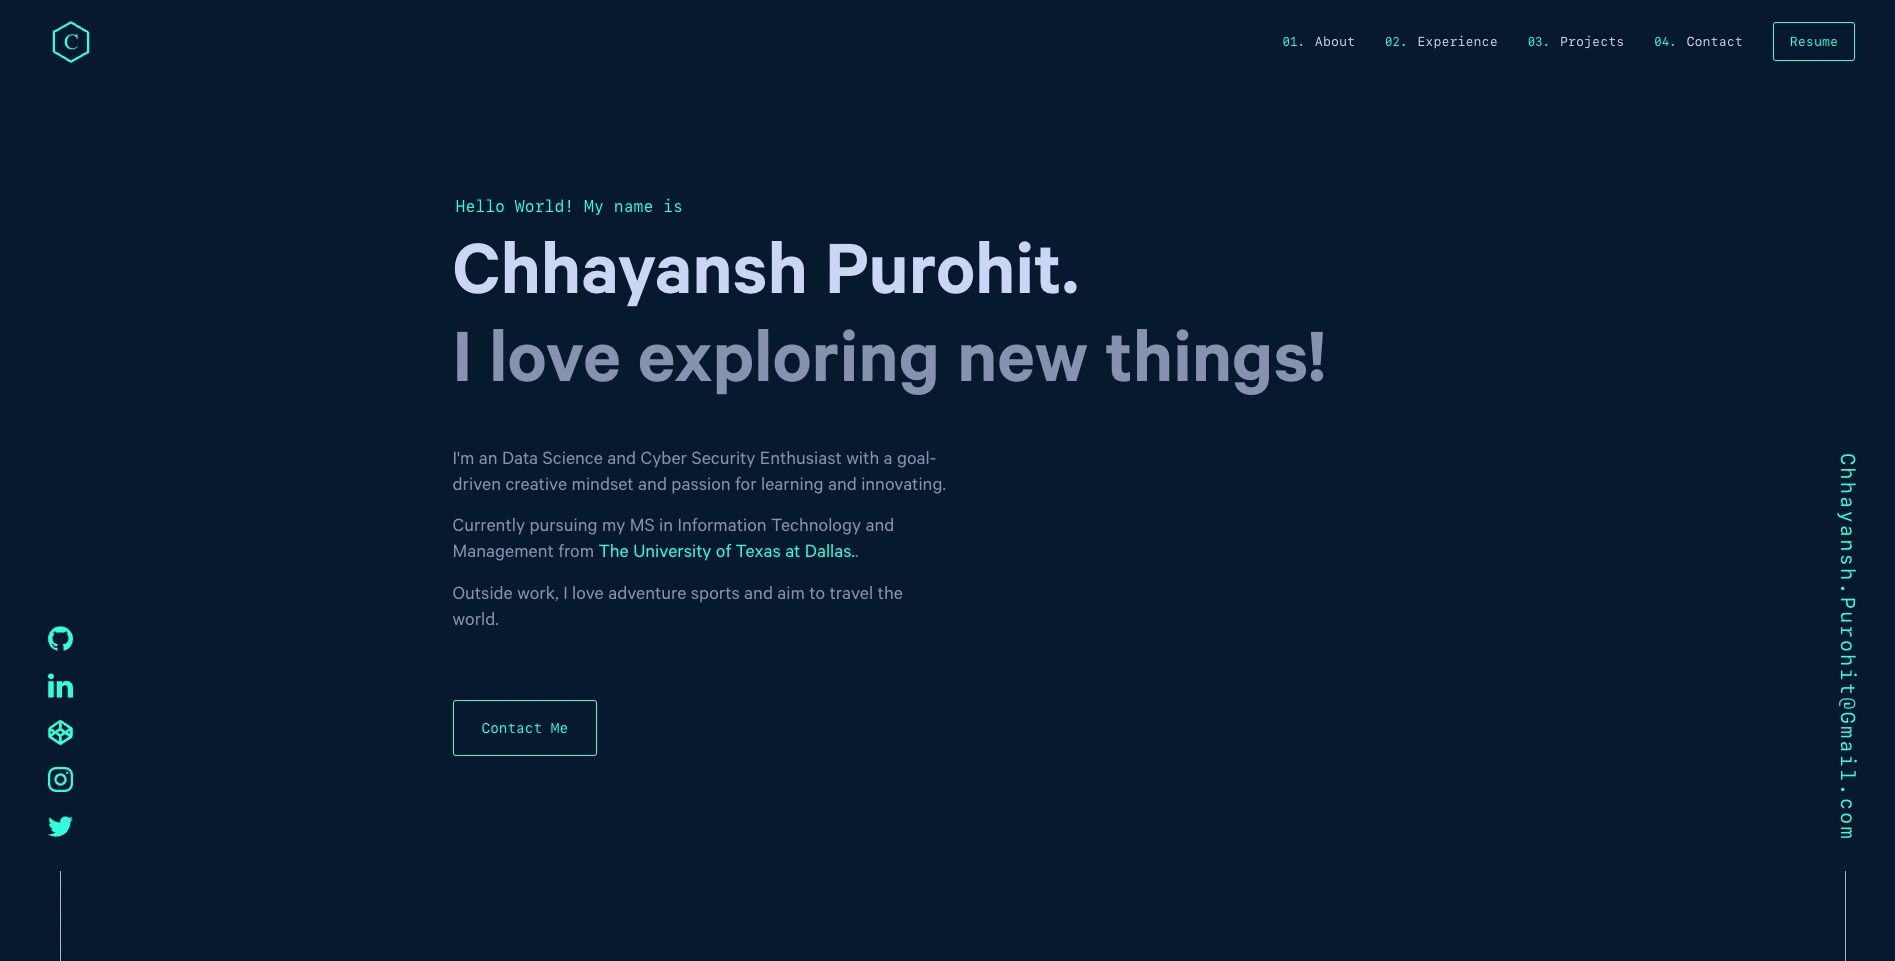 C
01. About 02. Experience 03. Projects 04. Contact Resume
Hello World! My name is
Chhayansh Purohit.
I love exploring new things!
I'm an Data Science and Cyber Security Enthusiast with a goal-
driven creative mindset and passion for learning and innovating.
Currently pursuing my MS in Information Technology and
Management from The University of Texas at Dallas..
Outside work, I love adventure sports and aim to travel the
world.
Contact Me
in
Chhayansh.Purohit@Gmail.com